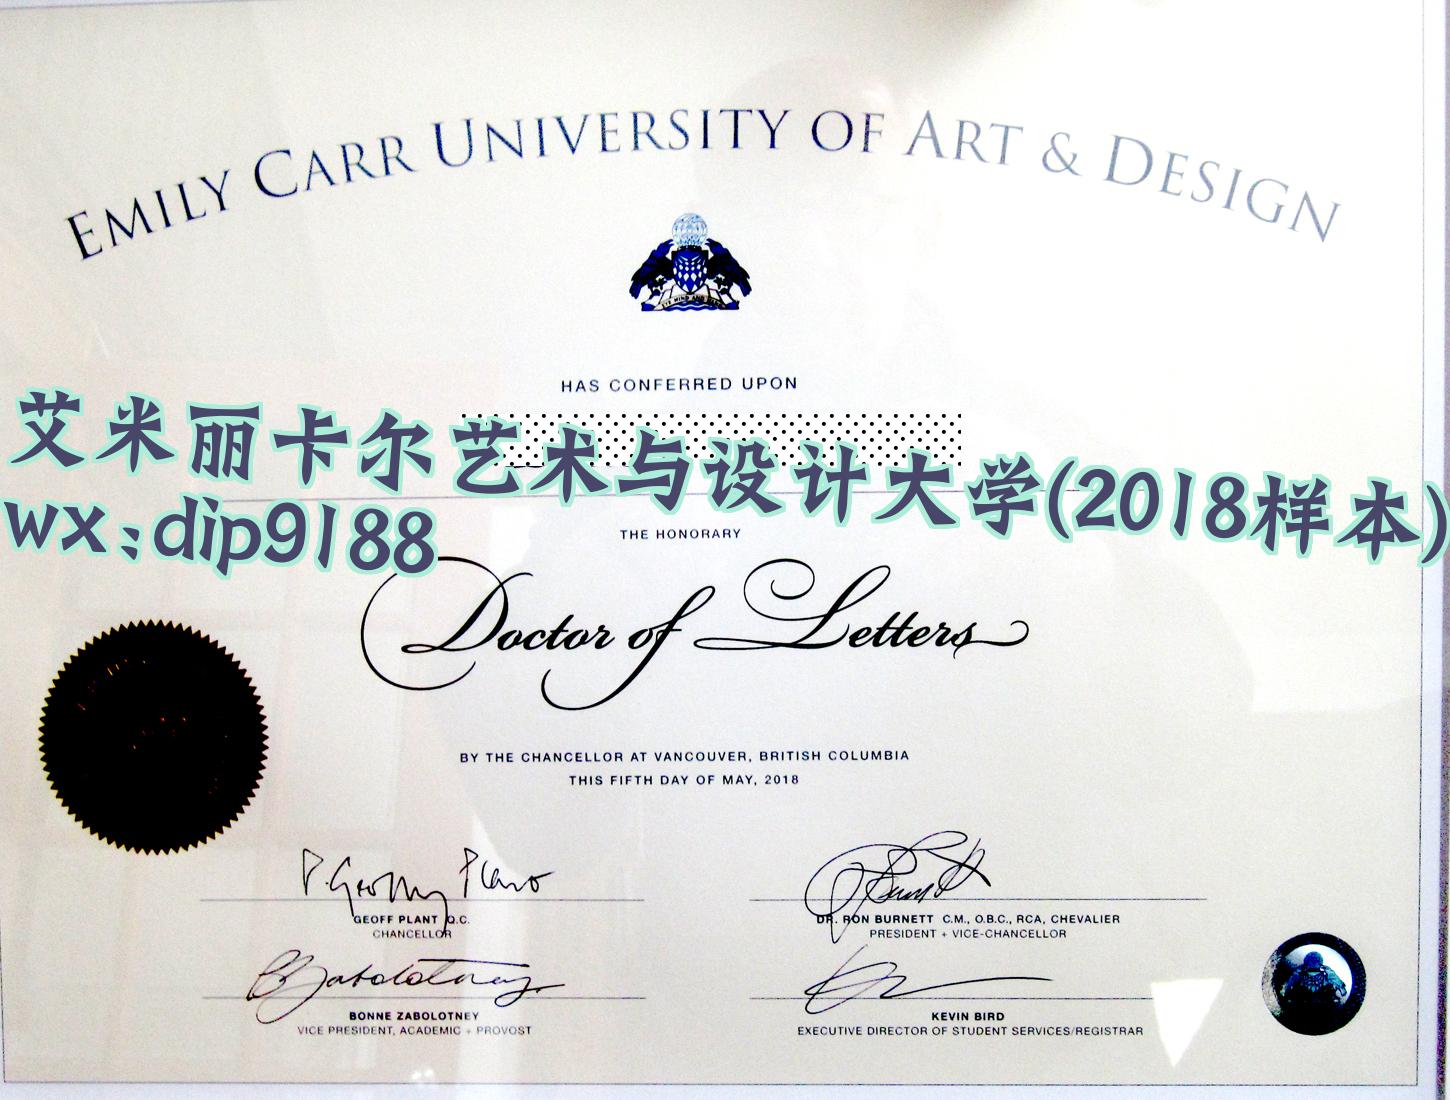 EMILY CARR UNIVERSITY OF ART & DESIGN
HAS CONFERRED UPON
艾米丽卡尔艺术与设计大学(2018样本)
wx:dip9188
THE HONORARY
Doctor of Letters
BY THE CHANCELLOR AT VANCOUVER, BRITISH COLUMBIA
THIS FIFTH DAY OF MAY, 2018
GEOFF PLANT Q.C.
CHANCELLOR
DR. RON BURNETT C.M., O.B.C., RCA, CHEVALIER
PRESIDENT + VICE-CHANCELLOR
BONNE ZABOLOTNEY
VICE PRESIDENT, ACADEMIC + PROVOST
KEVIN BIRD
EXECUTIVE DIRECTOR OF STUDENT SERVICES/REGISTRAR